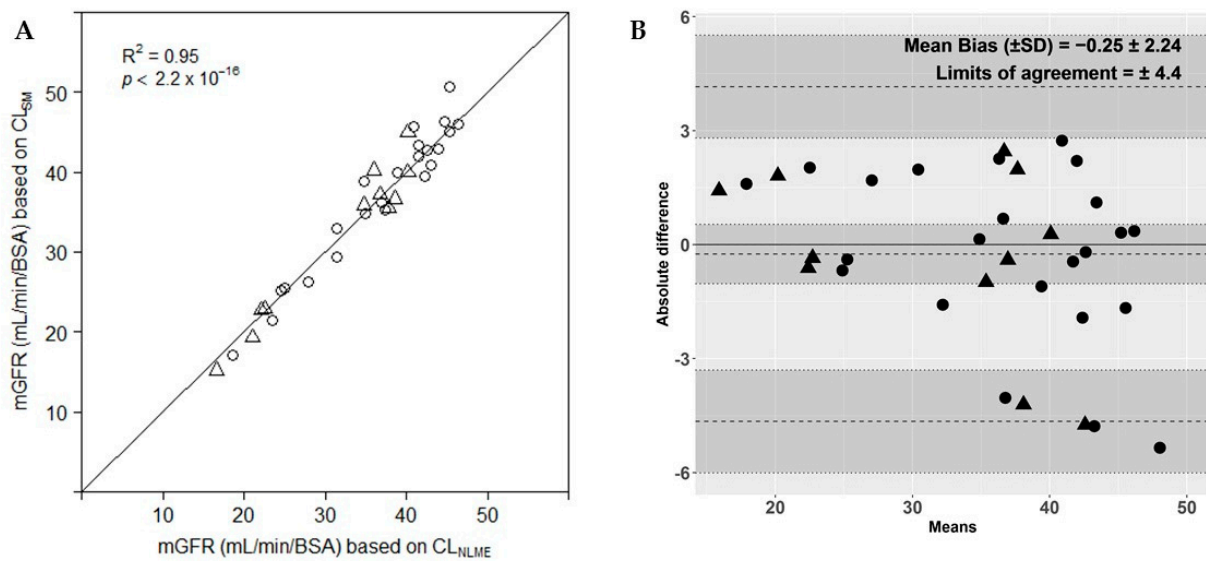 A
R² = 0.95
p < 2.2 x 10⁻¹⁶
mGFR (mL/min/BSA) based on CL_SM
50
40
30
20
10
10 20 30 40 50
mGFR (mL/min/BSA) based on CL_NLME
B
Mean Bias (±SD) = −0.25 ± 2.24
Limits of agreement = ± 4.4
Absolute difference
6
3
0
-3
-6
20 30 40 50
Means